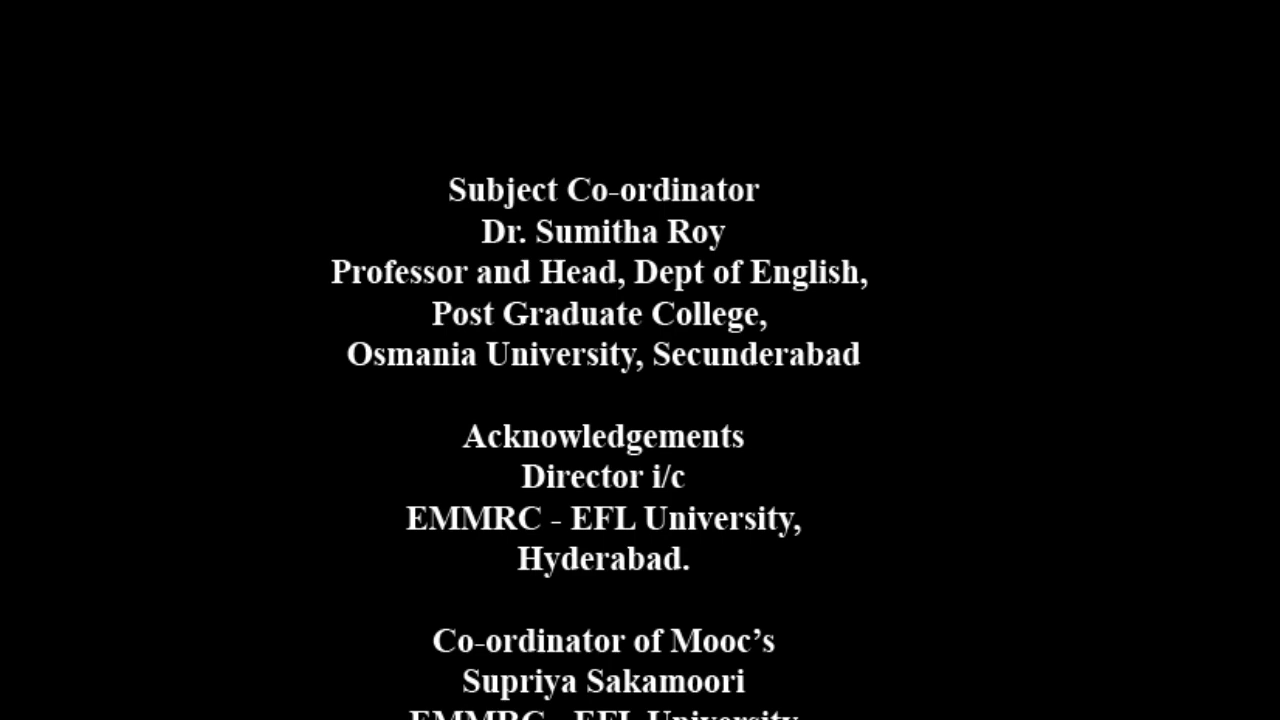 Subject Co-ordinator
Dr. Sumitha Roy
Professor and Head, Dept of English,
Post Graduate College,
Osmania University, Secunderabad
Acknowledgements
Director i/c
EMMRC - EFL University,
Hyderabad.
Co-ordinator of Mooc’s
Supriya Sakamoori
EMMRC - EFL University